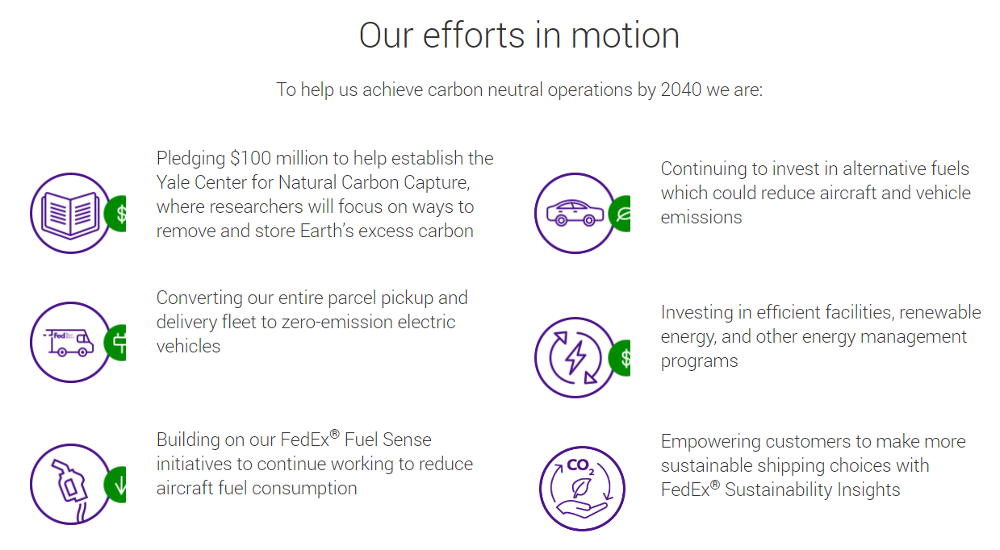 Our efforts in motion
To help us achieve carbon neutral operations by 2040 we are:
Pledging $100 million to help establish the
Yale Center for Natural Carbon Capture,
where researchers will focus on ways to
remove and store Earth's excess carbon
$
Continuing to invest in alternative fuels
which could reduce aircraft and vehicle
emissions
Converting our entire parcel pickup and
delivery fleet to zero-emission electric
vehicles
FedEx
Investing in efficient facilities, renewable
energy, and other energy management
programs
$
Building on our FedEx® Fuel Sense
initiatives to continue working to reduce
aircraft fuel consumption
Empowering customers to make more
sustainable shipping choices with
FedEx® Sustainability Insights
CO2